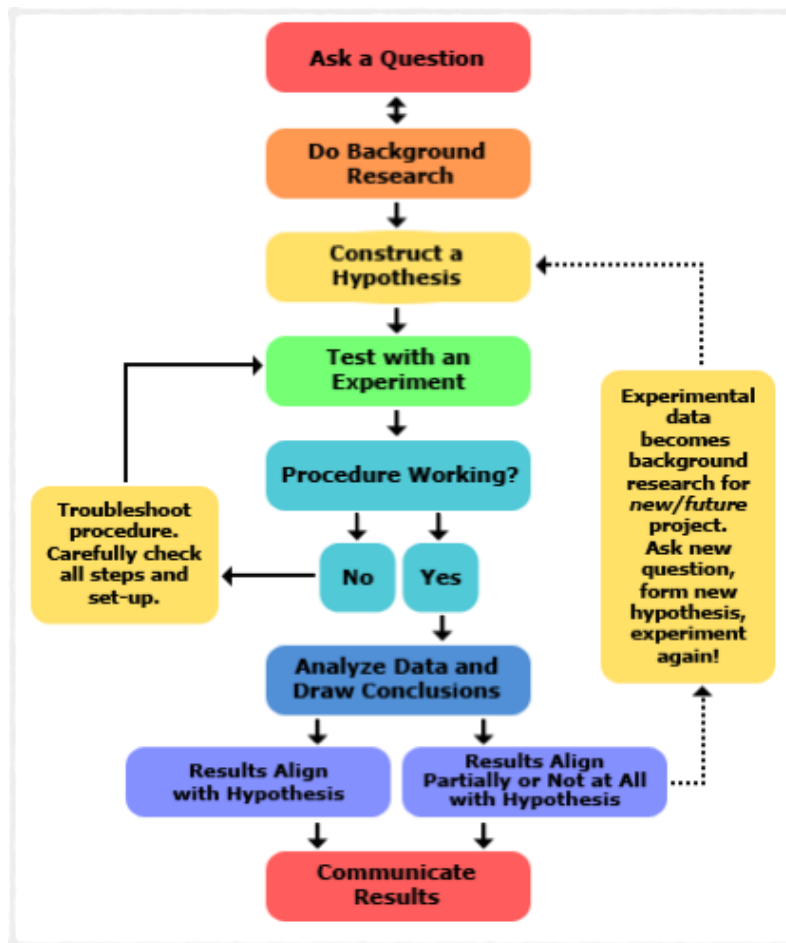 Ask a Question
Do Background
Research
Construct a
Hypothesis
Test with an
Experiment
Procedure Working?
No
Yes
Troubleshoot
procedure.
Carefully check
all steps and
set-up.
Analyze Data and
Draw Conclusions
Results Align
with Hypothesis
Results Align
Partially or Not at All
with Hypothesis
Experimental
data
becomes
background
research for
new/future
project.
Ask new
question,
form new
hypothesis,
experiment
again!
Communicate
Results